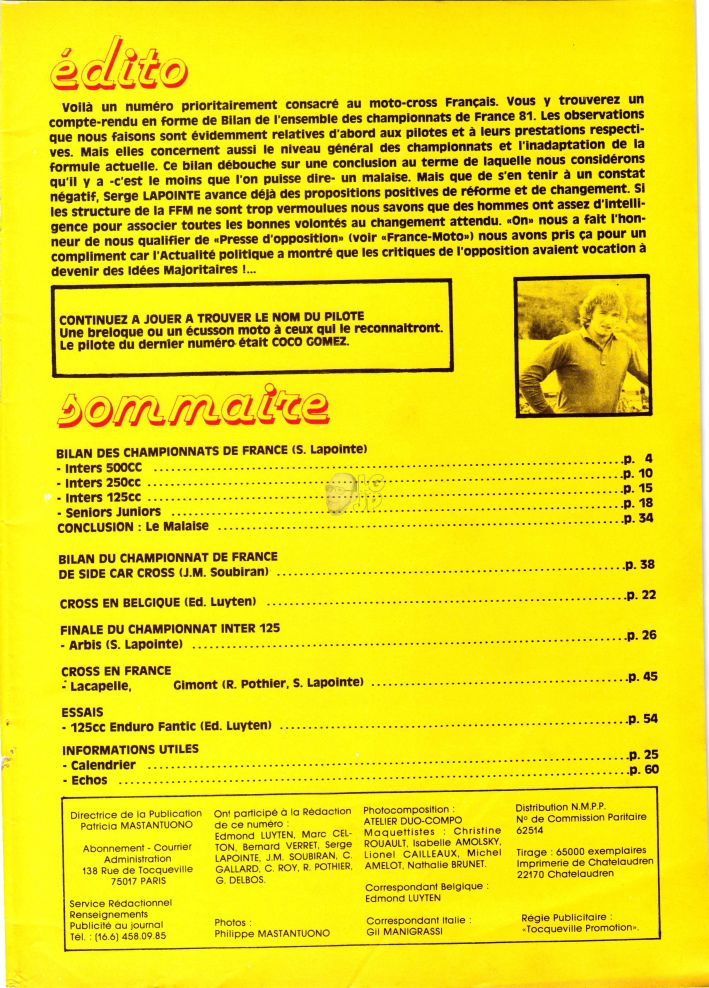 édito
Voilà un numéro prioritairement consacré au moto-cross Français. Vous y trouverez un
compte-rendu en forme de Bilan de l'ensemble des championnats de France 81. Les observations
que nous faisons sont évidemment relatives d'abord aux pilotes et à leurs prestations respecti-
ves. Mais elles concernent aussi le niveau général des championnats et l'inadaptation de la
formule actuelle. Ce bilan débouche sur une conclusion au terme de laquelle nous considérons
qu'il y a -c'est le moins que l'on puisse dire- un malaise. Mais que de s'en tenir à un constat
négatif, Serge LAPOINTE avance déjà des propositions positives de réforme et de changement. Si
les structure de la FFM ne sont trop vermoulues nous savons que des hommes ont assez d'intelli-
gence pour associer toutes les bonnes volontés au changement attendu. «On» nous a fait l'hon-
neur de nous qualifier de «Presse d'opposition» (voir «France-Moto») nous avons pris ça pour un
compliment car l'Actualité politique a montré que les critiques de l'opposition avaient vocation à
devenir des Idées Majoritaires !...
CONTINUEZ A JOUER A TROUVER LE NOM DU PILOTE
Une breloque ou un écusson moto à ceux qui le reconnaitront.
Le pilote du dernier numéro était COCO GOMEZ.
sommaire
BILAN DES CHAMPIONNATS DE FRANCE (S. Lapointe)
- Inters 500CC ........ p. 4
- Inters 250cc ........ p. 10
- Inters 125cc ........ p. 15
- Seniors Juniors ........ p. 18
CONCLUSION : Le Malaise ........ p. 34
BILAN DU CHAMPIONNAT DE FRANCE
DE SIDE CAR CROSS (J.M. Soubiran) ........ p. 38
CROSS EN BELGIQUE (Ed. Luyten) ........ p. 22
FINALE DU CHAMPIONNAT INTER 125
- Arbis (S. Lapointe) ........ p. 26
CROSS EN FRANCE
- Lacapelle, Gimont (R. Pothier, S. Lapointe) ........ p. 45
ESSAIS
- 125cc Enduro Fantic (Ed. Luyten) ........ p. 54
INFORMATIONS UTILES
- Calendrier ........ p. 25
- Echos ........ p. 60
Directrice de la Publication
Patricia MASTANTUONO
Abonnement - Courrier
Administration
138 Rue de Tocqueville
75017 PARIS
Service Rédactionnel
Renseignements
Publicité au journal
Tél. : (16.6) 458.09.85
Ont participé à la Rédaction
de ce numéro :
Edmond LUYTEN, Marc CEL-
TON, Bernard VERRET, Serge
LAPOINTE, J.M. SOUBIRAN, C.
GALLARD, C. ROY, R. POTHIER,
G. DELBOS.
Photos :
Philippe MASTANTUONO
Photocomposition :
ATELIER DUO-COMPO
Maquettistes : Christine
ROUAULT, Isabelle AMOLSKY,
Lionel CAILLEAUX, Michel
AMELOT, Nathalie BRUNET.
Correspondant Belgique :
Edmond LUYTEN
Correspondant Italie :
Gil MANIGRASSI
Distribution N.M.P.P.
N° de Commission Paritaire
62514
Tirage : 65000 exemplaires
Imprimerie de Chatelaudren
22170 Chatelaudren
Régie Publicitaire :
«Tocqueville Promotion».